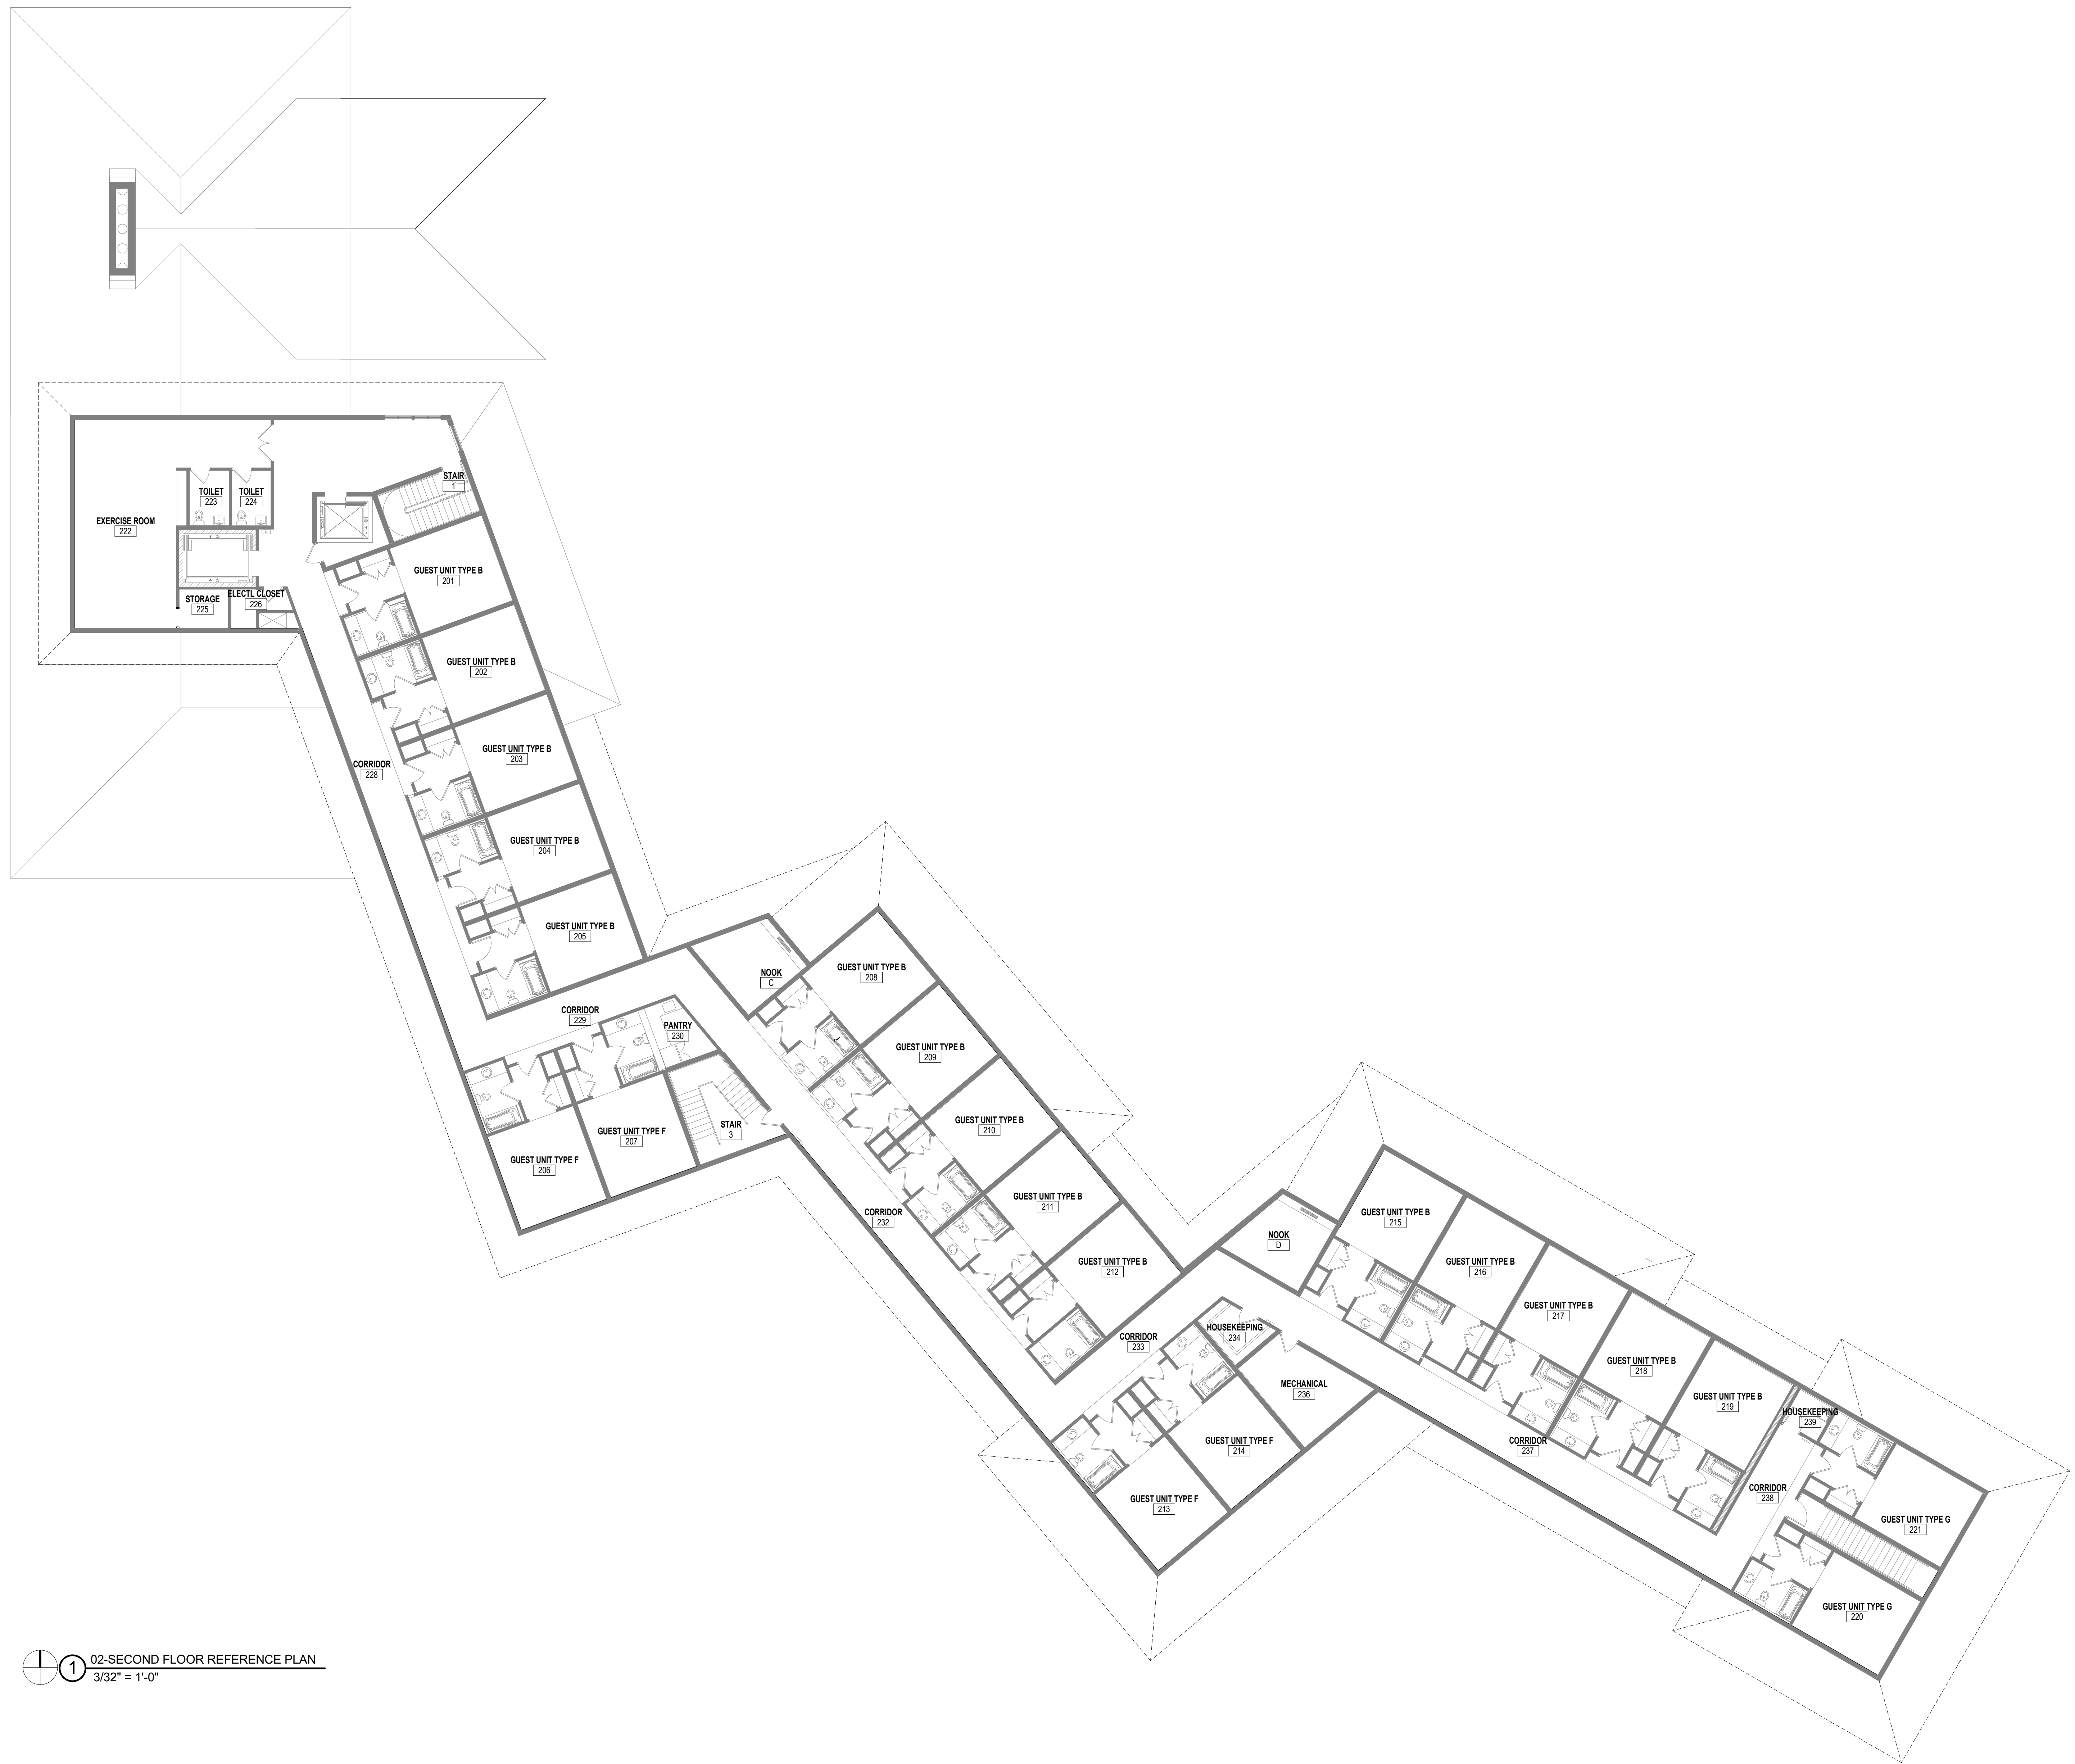 STAIR
1
TOILET
223
TOILET
224
EXERCISE ROOM
222
GUEST UNIT TYPE B
201
STORAGE
225
ELECTL CLOSET
226
GUEST UNIT TYPE B
202
GUEST UNIT TYPE B
203
CORRIDOR
228
GUEST UNIT TYPE B
204
GUEST UNIT TYPE B
205
NOOK
C
GUEST UNIT TYPE B
208
CORRIDOR
229
PANTRY
230
GUEST UNIT TYPE B
209
GUEST UNIT TYPE B
210
STAIR
3
GUEST UNIT TYPE F
207
GUEST UNIT TYPE F
206
GUEST UNIT TYPE B
211
CORRIDOR
232
GUEST UNIT TYPE B
215
NOOK
D
GUEST UNIT TYPE B
212
GUEST UNIT TYPE B
216
GUEST UNIT TYPE B
217
HOUSEKEEPING
234
CORRIDOR
233
GUEST UNIT TYPE B
218
MECHANICAL
236
GUEST UNIT TYPE B
219
HOUSEKEEPING
239
GUEST UNIT TYPE F
214
CORRIDOR
237
CORRIDOR
238
GUEST UNIT TYPE F
213
GUEST UNIT TYPE G
221
GUEST UNIT TYPE G
220
1
02-SECOND FLOOR REFERENCE PLAN
3/32" = 1'-0"